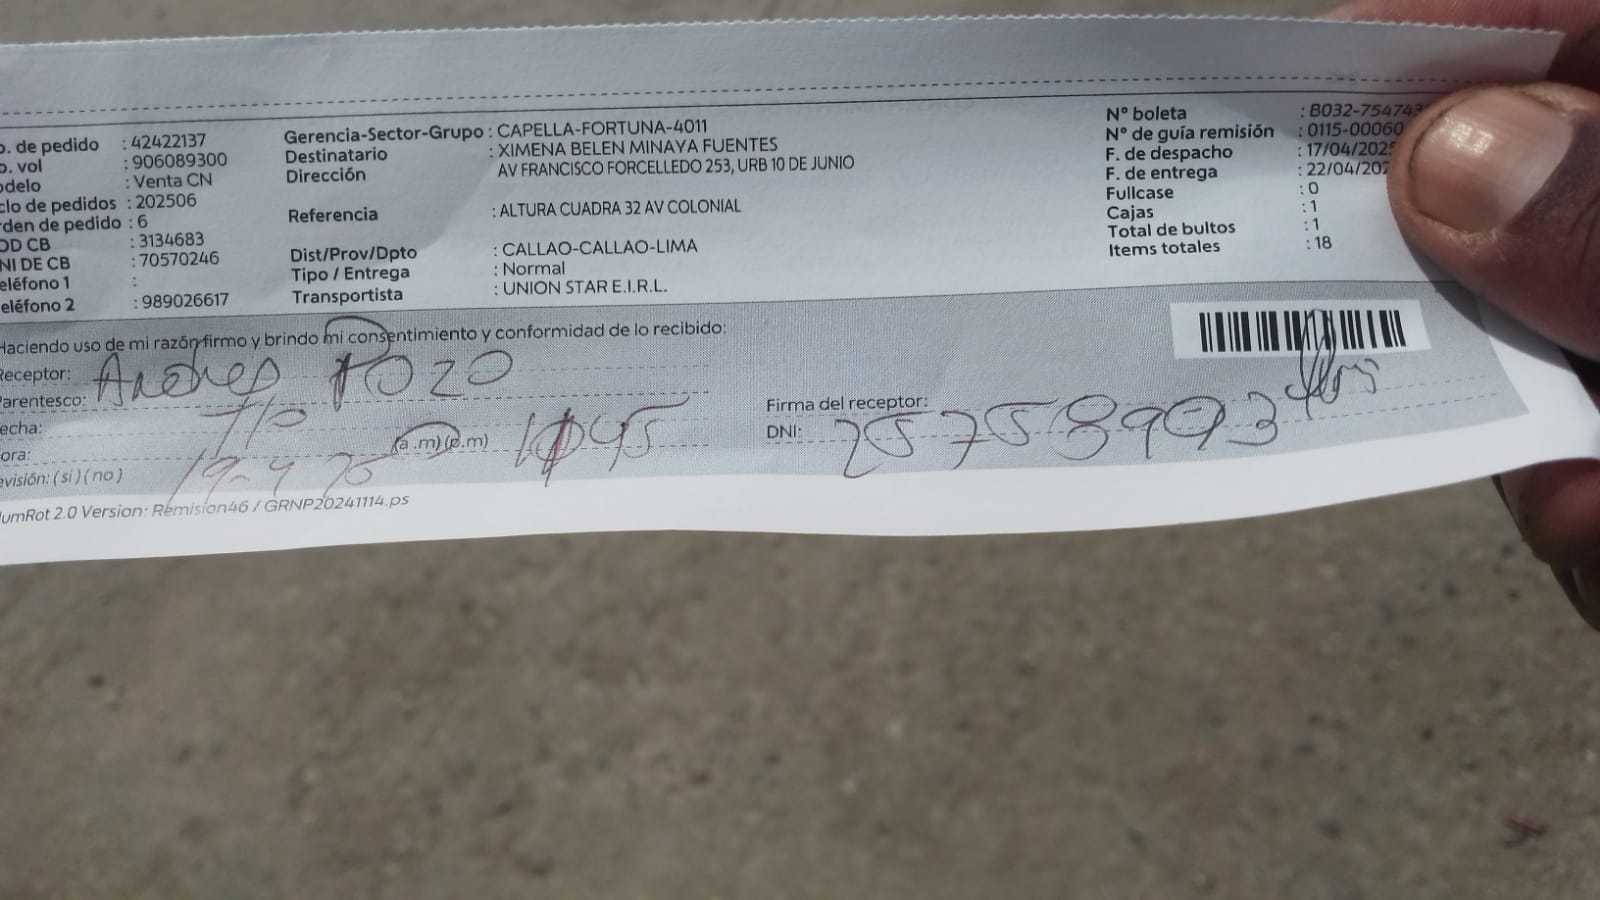 o. de pedido : 42422137
o. vol : 906089300
odelo : Venta CN
clo de pedidos : 202506
rden de pedido : 6
OD CB : 3134683
NI DE CB : 70570246
eléfono 1 :
eléfono 2 : 989026617
Gerencia-Sector-Grupo : CAPELLA-FORTUNA-4011
Destinatario : XIMENA BELEN MINAYA FUENTES
Dirección AV FRANCISCO FORCELLEDO 253, URB 10 DE JUNIO
Referencia : ALTURA CUADRA 32 AV COLONIAL
Dist/Prov/Dpto : CALLAO-CALLAO-LIMA
Tipo / Entrega : Normal
Transportista : UNION STAR E.I.R.L.
N° boleta : B032-754743
N° de guía remisión : 0115-00060
F. de despacho : 17/04/2025
F. de entrega : 22/04/202
Fullcase : 0
Cajas : 1
Total de bultos : 1
Items totales : 18
Haciendo uso de mi razón firmo y brindo mi consentimiento y conformidad de lo recibido:
Receptor: Andres Pozo
Parentesco: Tio
echa: 19-4-25
ora: (a.m) (p.m) 1 45
evisión: ( si ) ( no )
Firma del receptor:
DNI: 25758993
umRot 2.0 Version: Remision46 / GRNP20241114.ps